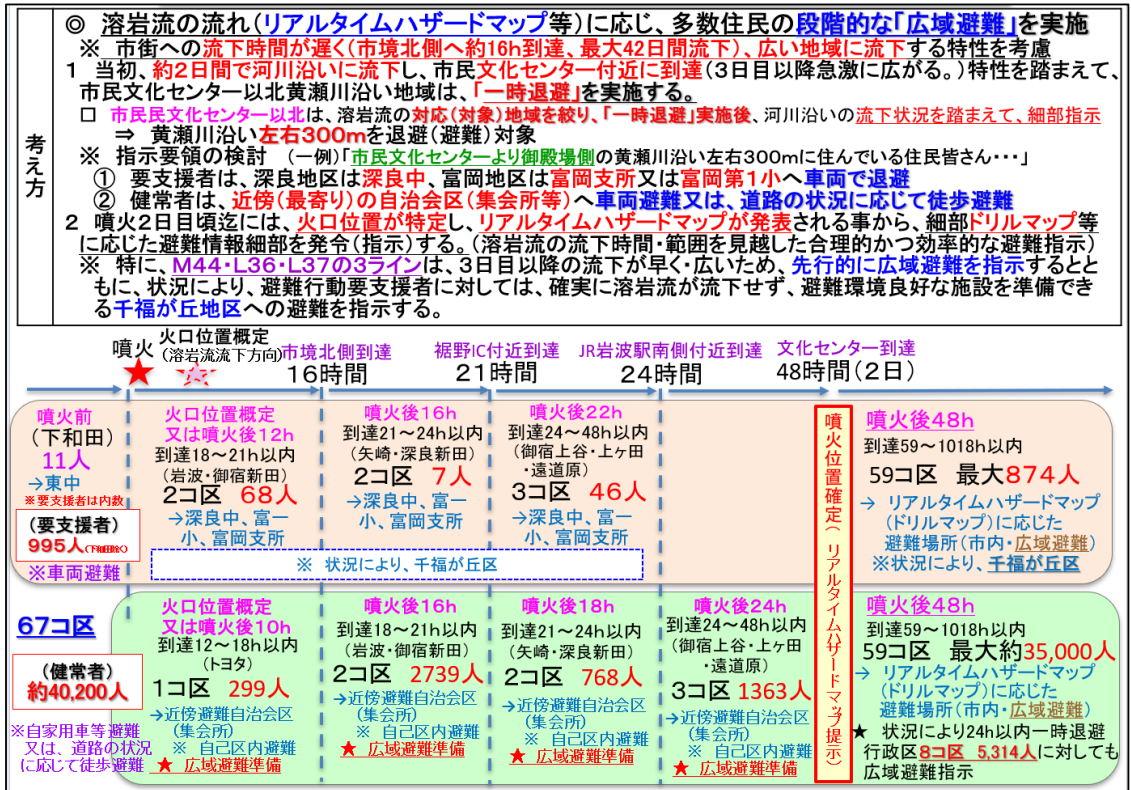 考え方
◎ 溶岩流の流れ(リアルタイムハザードマップ等)に応じ、多数住民の段階的な「広域避難」を実施
※ 市街への流下時間が遅く(市境北側へ約16h到達、最大42日間流下)、広い地域に流下する特性を考慮
1 当初、約2日間で河川沿いに流下し、市民文化センター付近に到達(3日目以降急激に広がる。)特性を踏まえて、
市民文化センター以北黄瀬川沿い地域は、「一時退避」を実施する。
□ 市民民文化センター以北は、溶岩流の対応(対象)地域を絞り、「一時退避」実施後、河川沿いの流下状況を踏まえて、細部指示
⇒ 黄瀬川沿い左右300mを退避(避難)対象
※ 指示要領の検討 (一例)「市民文化センターより御殿場側の黄瀬川沿い左右300mに住んでいる住民皆さん・・・」
① 要支援者は、深良地区は深良中、富岡地区は富岡支所又は富岡第1小へ車両で退避
② 健常者は、近傍(最寄り)の自治会区(集会所等)へ車両避難又は、道路の状況に応じて徒歩避難
2 噴火2日目頃迄には、火口位置が特定し、リアルタイムハザードマップが発表される事から、細部ドリルマップ等
に応じた避難情報細部を発令(指示)する。(溶岩流の流下時間・範囲を見越した合理的かつ効率的な避難指示)
※ 特に、M44・L36・L37の3ラインは、3日目以降の流下が早く・広いため、先行的に広域避難を指示するとと
もに、状況により、避難行動要支援者に対しては、確実に溶岩流が流下せず、避難環境良好な施設を準備でき
る千福が丘地区への避難を指示する。
噴火
火口位置概定
(溶岩流流下方向)
市境北側到達
16時間
裾野IC付近到達
21時間
JR岩波駅南側付近到達
24時間
文化センター到達
48時間(2日)
噴火前
(下和田)
11人
→東中
※要支援者は内数
(要支援者)
995人(下和田除く)
※車両避難
火口位置概定
又は噴火後12h
到達18~21h以内
(岩波・御宿新田)
2コ区 68人
→深良中、富一
小、富岡支所
噴火後16h
到達21~24h以内
(矢崎・深良新田)
2コ区 7人
→深良中、富一
小、富岡支所
噴火後22h
到達24~48h以内
(御宿上谷・上ヶ田
・遠道原)
3コ区 46人
→深良中、富一
小、富岡支所
※ 状況により、千福が丘区
噴火位置確定(リアルタイムハザードマップ提示)
噴火後48h
到達59~1018h以内
59コ区 最大874人
→ リアルタイムハザードマップ
(ドリルマップ)に応じた
避難場所(市内・広域避難)
※状況により、千福が丘区
67コ区
(健常者)
約40,200人
※自家用車等避難
又は、道路の状況
に応じて徒歩避難
火口位置概定
又は噴火後10h
到達12~18h以内
(トヨタ)
1コ区 299人
→近傍避難自治会区
(集会所)
※ 自己区内避難
★ 広域避難準備
噴火後16h
到達18~21h以内
(岩波・御宿新田)
2コ区 2739人
→近傍避難自治会区
(集会所)
※ 自己区内避難
★ 広域避難準備
噴火後18h
到達21~24h以内
(矢崎・深良新田)
2コ区 768人
→近傍避難自治会区
(集会所)
※ 自己区内避難
★ 広域避難準備
噴火後24h
到達24~48h以内
(御宿上谷・上ヶ田
・遠道原)
3コ区 1363人
→近傍避難自治会区
(集会所)
※ 自己区内避難
★ 広域避難準備
噴火後48h
到達59~1018h以内
59コ区 最大約35,000人
→ リアルタイムハザードマップ
(ドリルマップ)に応じた
避難場所(市内・広域避難)
★ 状況により24h以内一時退避
行政区8コ区 5,314人に対しても
広域避難指示